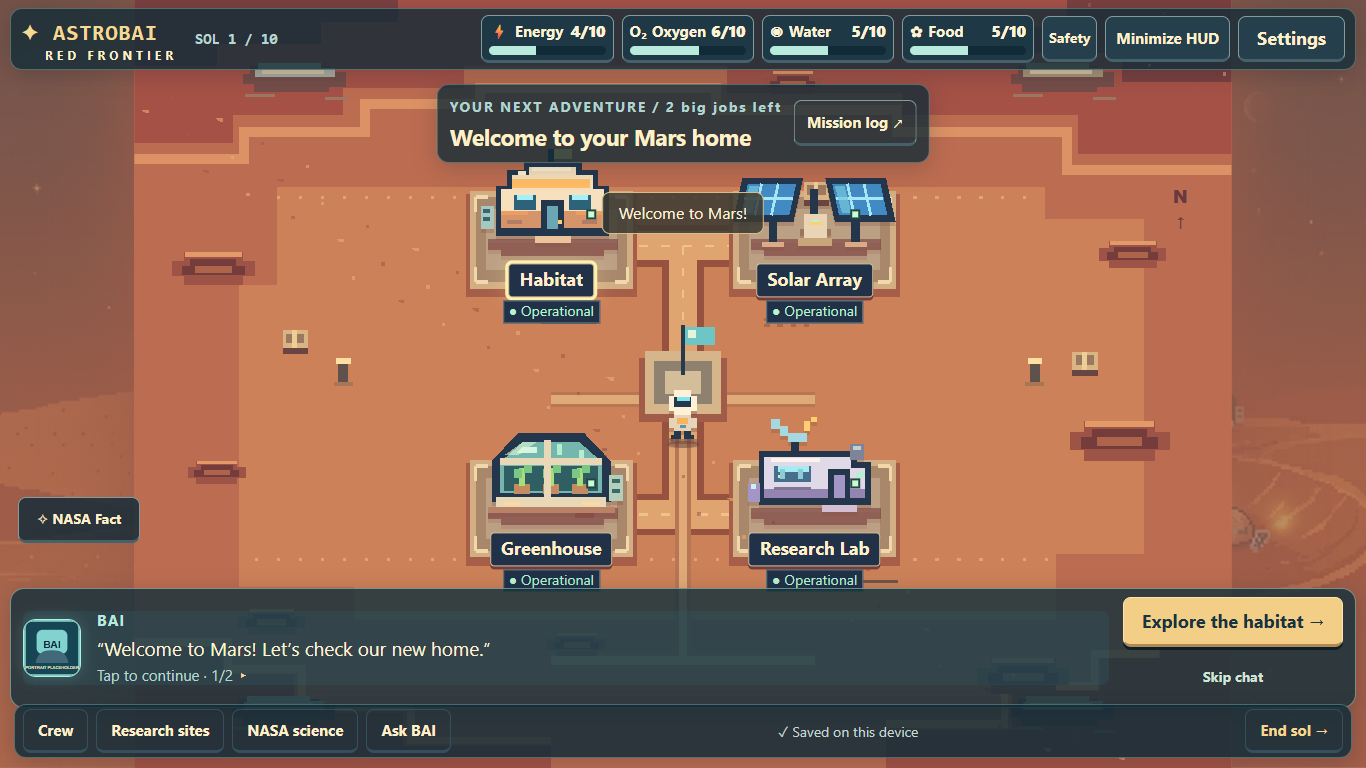 ASTROBAI
RED FRONTIER
SOL 1 / 10
Energy 4/10
O₂ Oxygen 6/10
Water 5/10
Food 5/10
Safety
Minimize HUD
Settings
YOUR NEXT ADVENTURE / 2 big jobs left
Welcome to your Mars home
Mission log ↗
Welcome to Mars!
N
↑
Habitat
Operational
Solar Array
Operational
NASA Fact
Greenhouse
Operational
Research Lab
Operational
BAI
PORTRAIT PLACEHOLDER
BAI
“Welcome to Mars! Let’s check our new home.”
Tap to continue · 1/2 ▸
Explore the habitat →
Skip chat
Crew
Research sites
NASA science
Ask BAI
✓ Saved on this device
End sol →